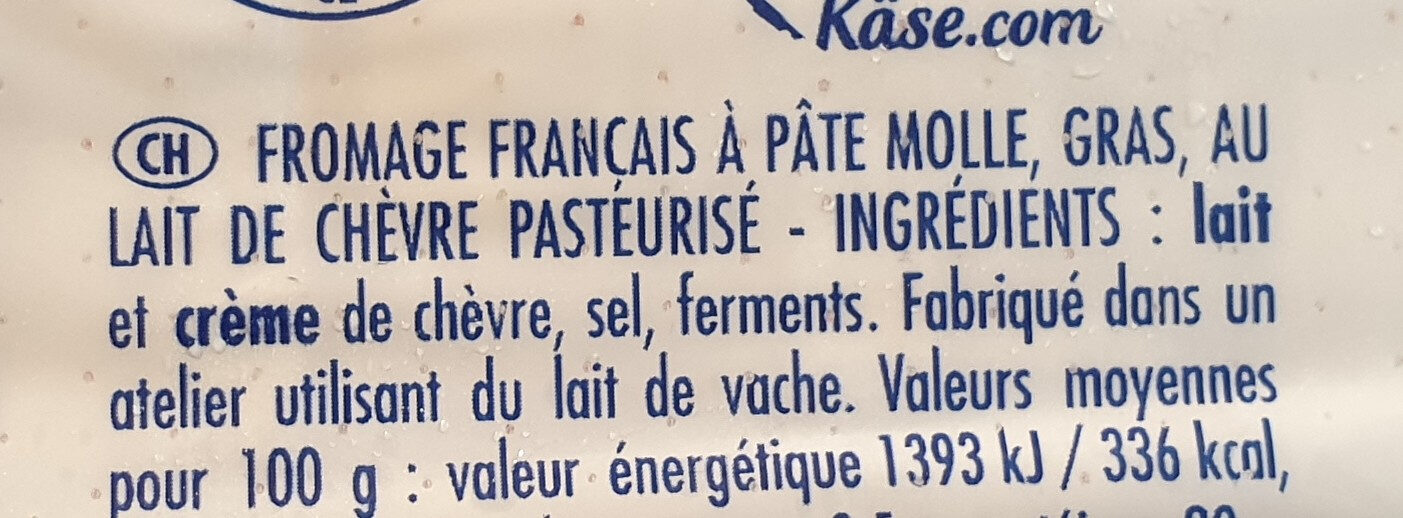 Käse.com
CH FROMAGE FRANÇAIS À PÂTE MOLLE, GRAS, AU
LAIT DE CHÈVRE PASTEURISÉ - INGRÉDIENTS : lait
et crème de chèvre, sel, ferments. Fabriqué dans un
atelier utilisant du lait de vache. Valeurs moyennes
pour 100 g : valeur énergétique 1393 kJ / 336 kcal,